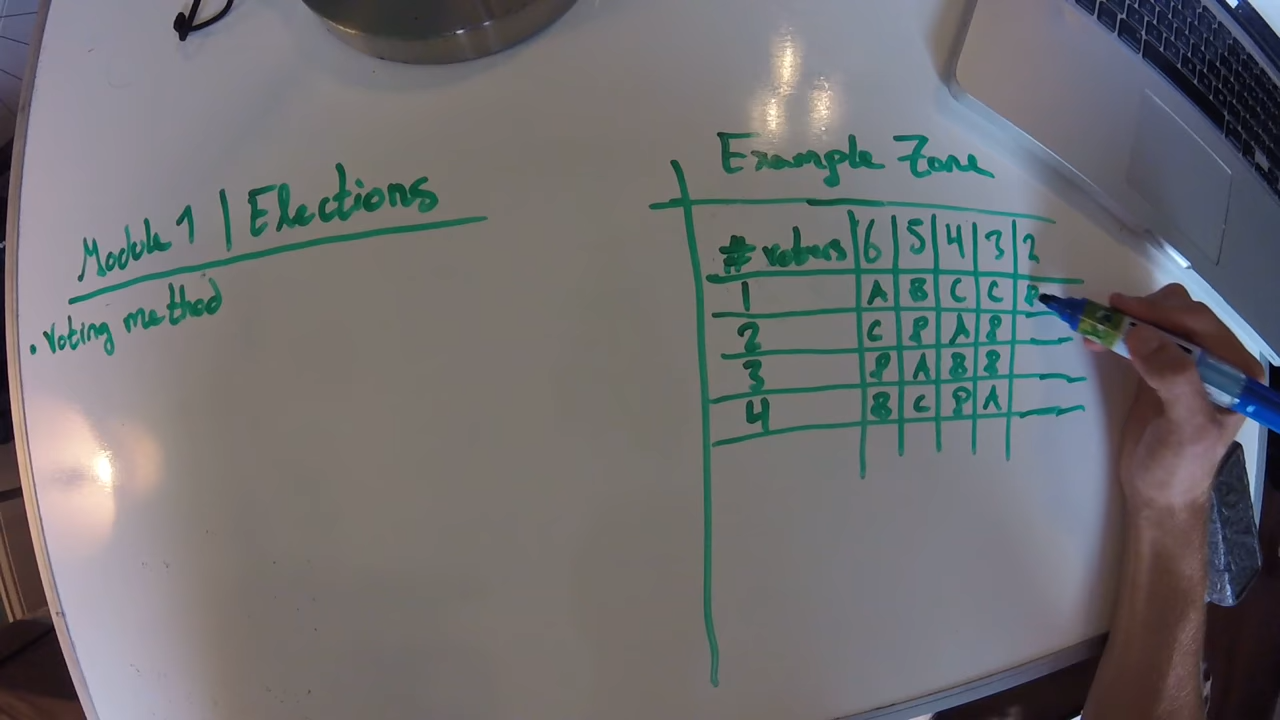 Module 1 | Elections
• voting method
Example Zone
# voters 6 5 4 3 2
1 A B C C
2 C P A P
3 P A B B
4 B C P A